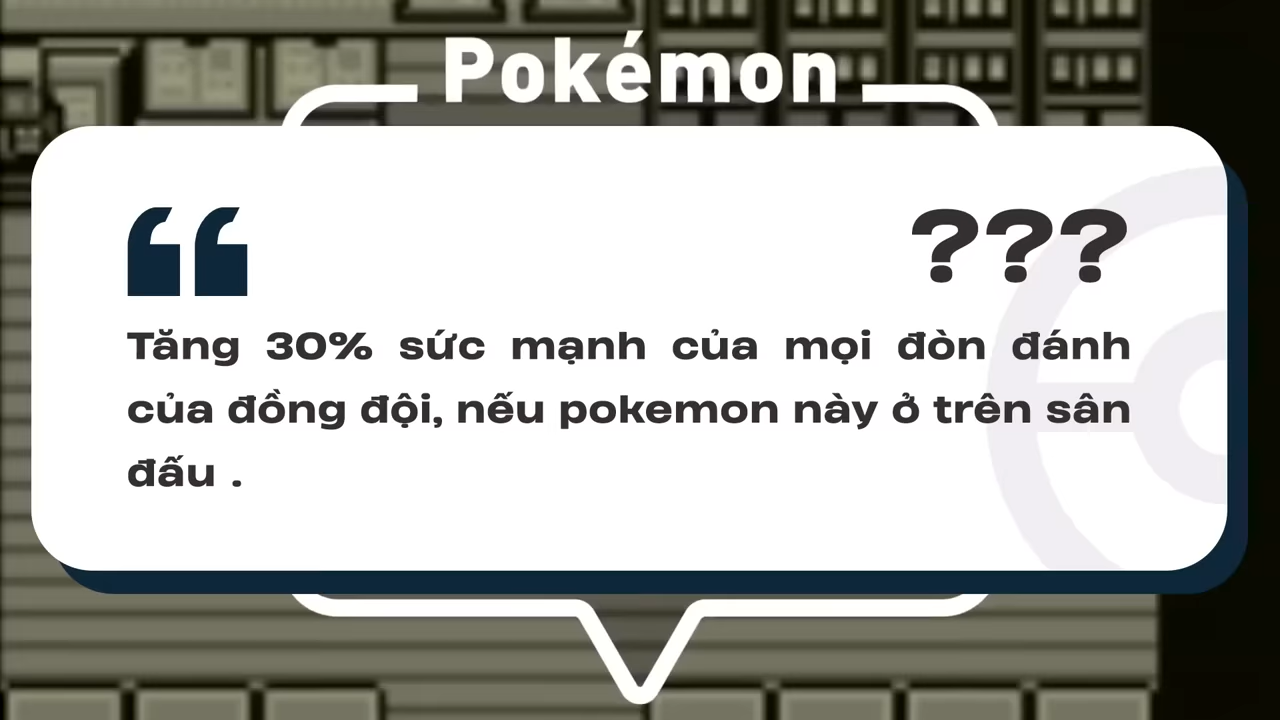 Pokémon
???
Tăng 30% sức mạnh của mọi đòn đánh
của đồng đội, nếu pokemon này ở trên sân
đấu .